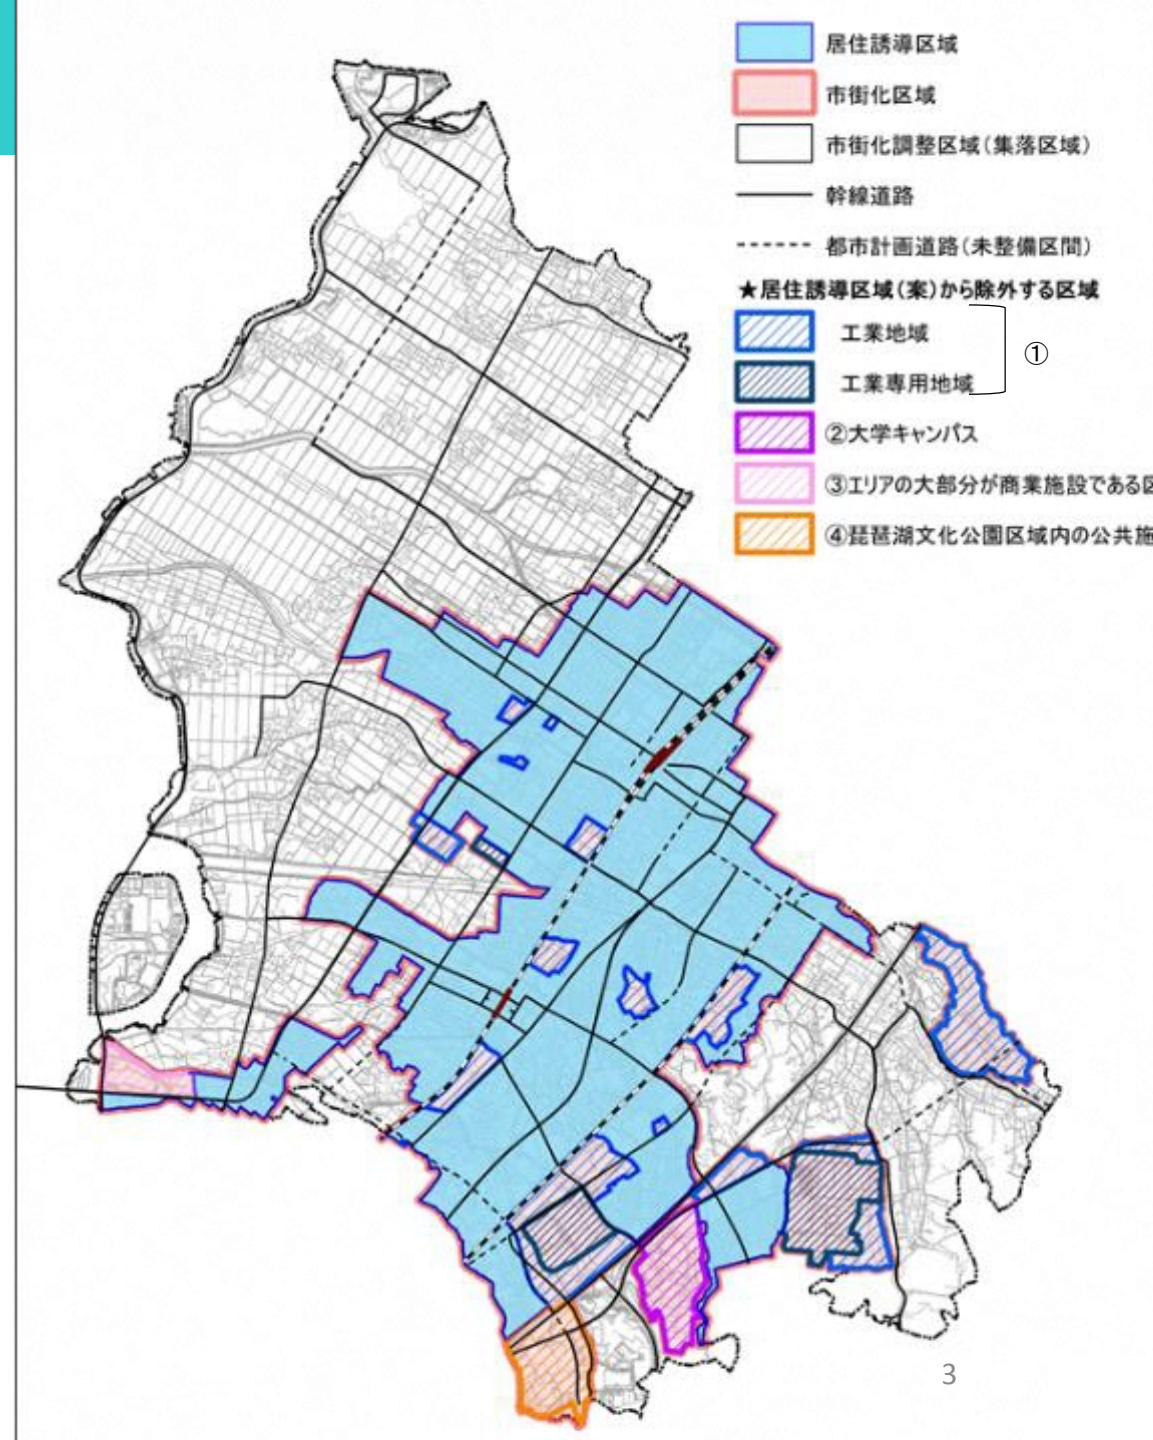 居住誘導区域
市街化区域
市街化調整区域(集落区域)
幹線道路
都市計画道路(未整備区間)
★居住誘導区域(案)から除外する区域
工業地域
①
工業専用地域
②大学キャンパス
③エリアの大部分が商業施設である区
④琵琶湖文化公園区域内の公共施
3